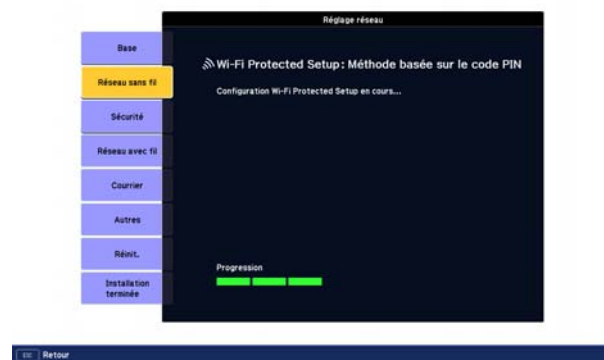 Réglage réseau
Base
Réseau sans fil
Sécurité
Réseau avec fil
Courrier
Autres
Réinit.
Installation
terminée
Wi-Fi Protected Setup: Méthode basée sur le code PIN
Configuration Wi-Fi Protected Setup en cours...
Progression
ESC Retour